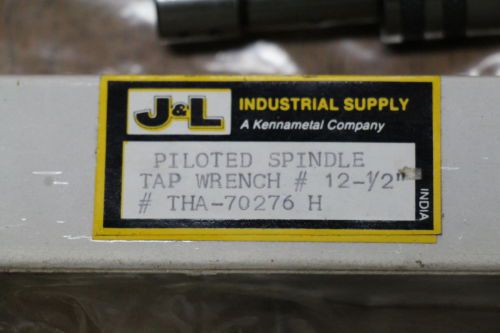 J&L
INDUSTRIAL SUPPLY
A Kennametal Company
PILOTED SPINDLE
TAP WRENCH # 12-1/2"
# THA-70276 H
INDIA